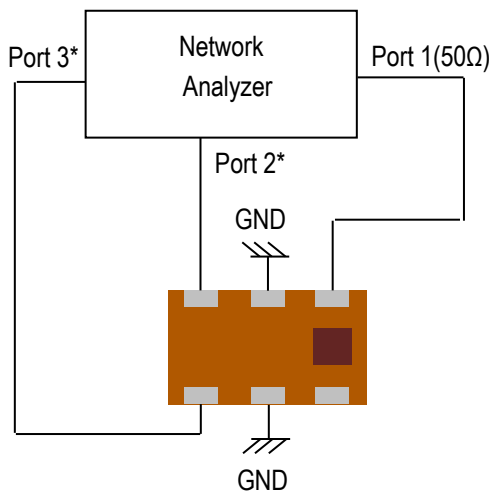 Network
Analyzer
Port 3*
Port 1(50Ω)
Port 2*
GND
GND